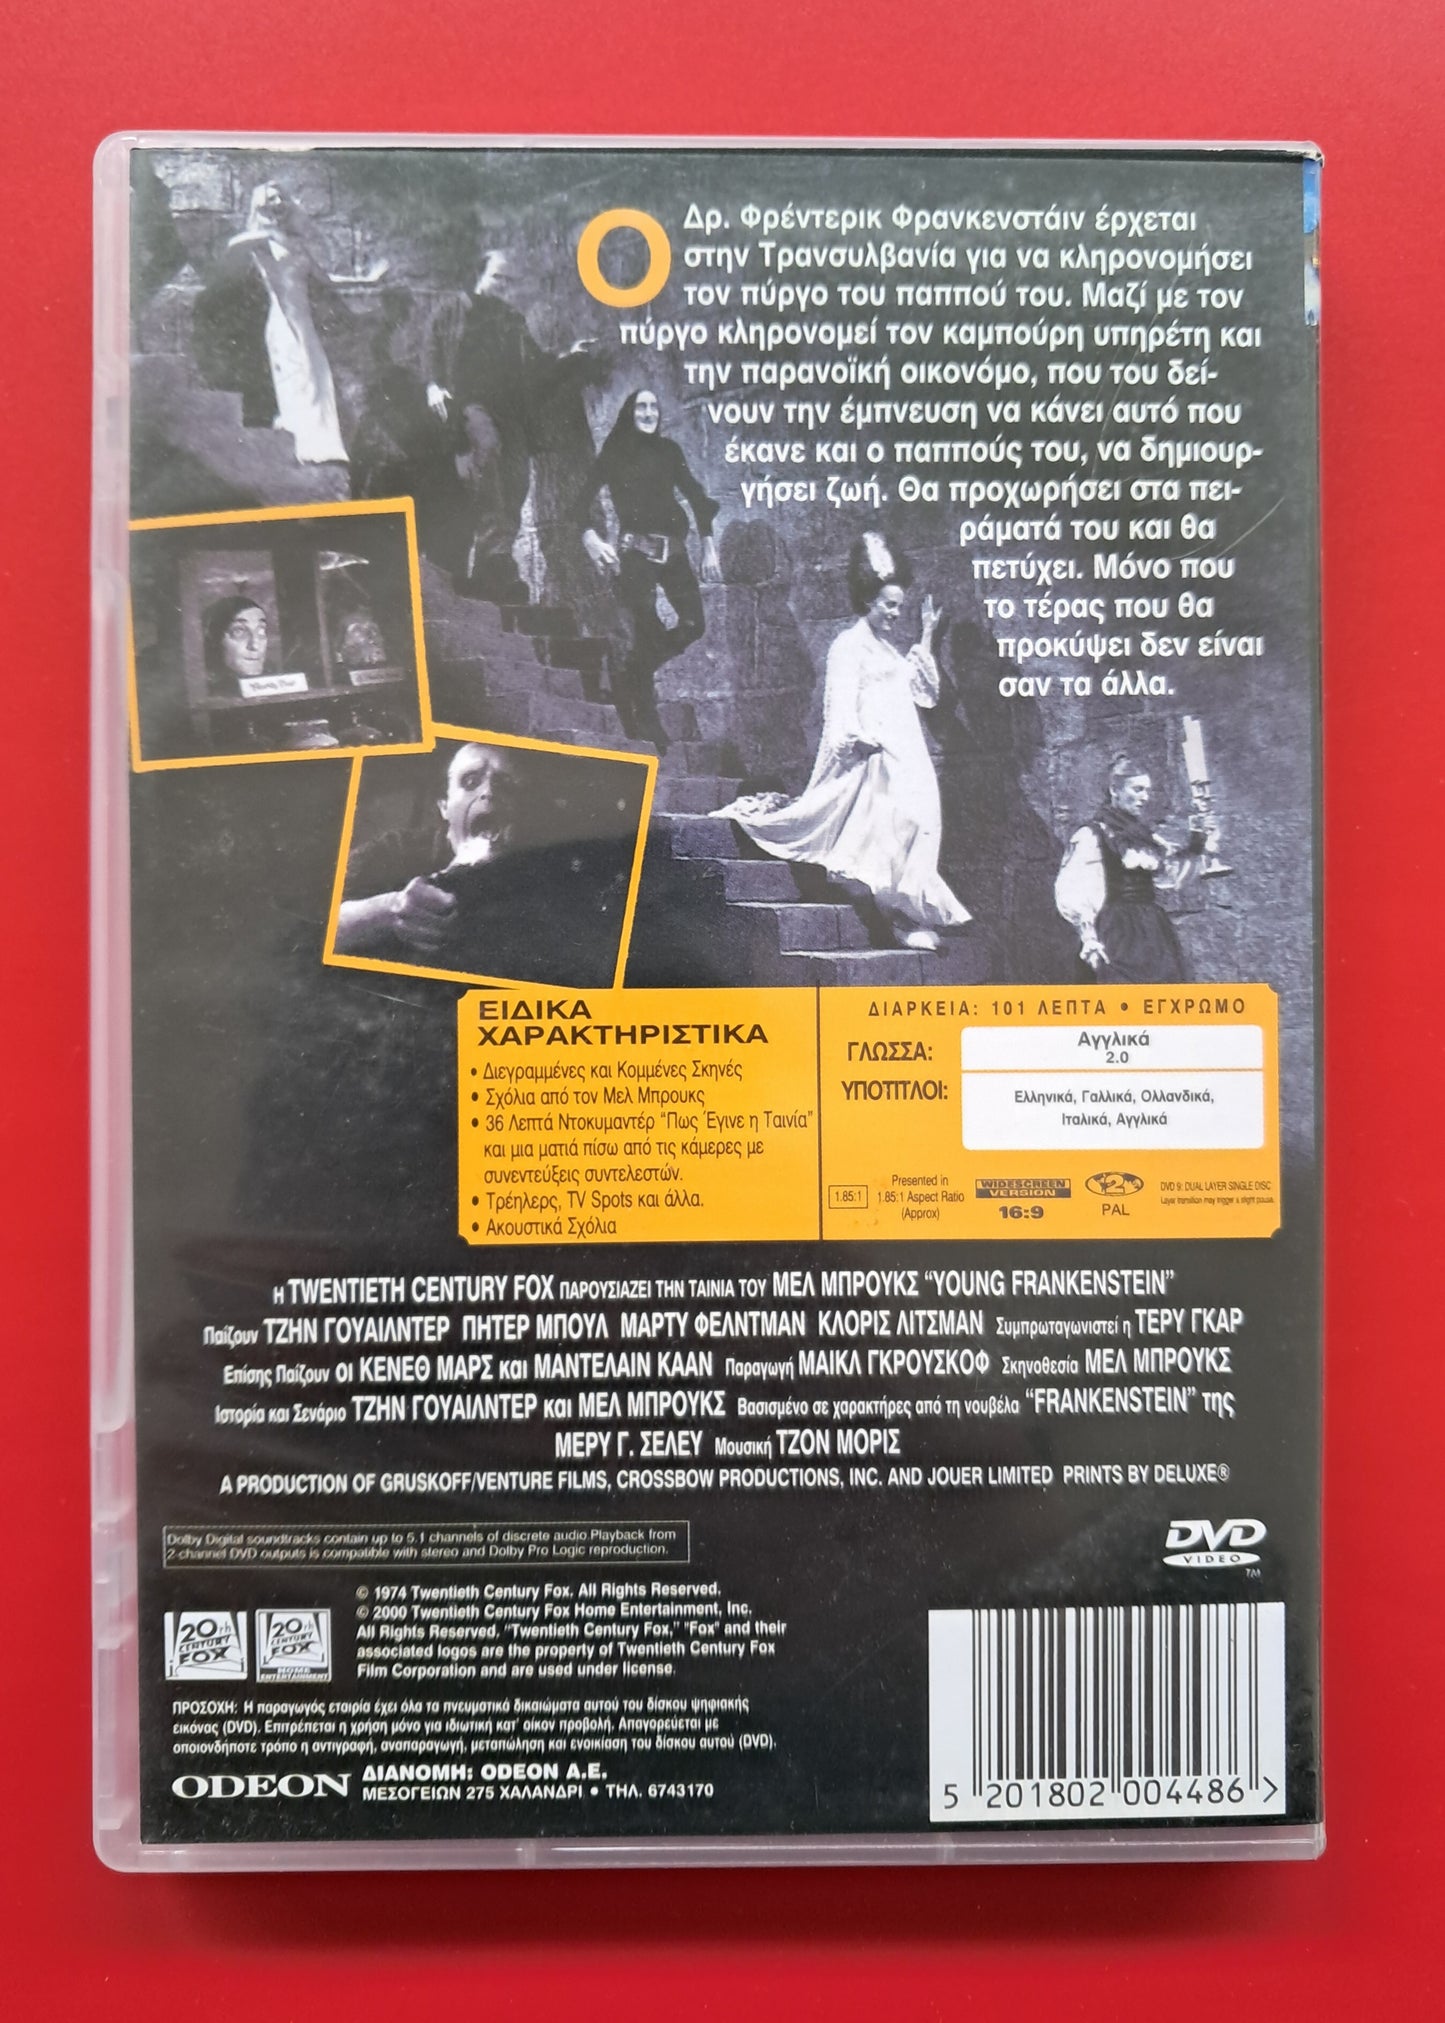 Ο Δρ. Φρέντερικ Φρανκενστάιν έρχεται
στην Τρανσυλβανία για να κληρονομήσει
τον πύργο του παππού του. Μαζί με τον
πύργο κληρονομεί τον καμπούρη υπηρέτη και
την παρανοϊκή οικονόμο, που του δεί-
νουν την έμπνευση να κάνει αυτό που
έκανε και ο παππούς του, να δημιουρ-
γήσει ζωή. Θα προχωρήσει στα πει-
ράματά του και θα
πετύχει. Μόνο που
το τέρας που θα
προκύψει δεν είναι
σαν τα άλλα.
ΕΙΔΙΚΑ
ΧΑΡΑΚΤΗΡΙΣΤΙΚΑ
• Διεγραμμένες και Κομμένες Σκηνές
• Σχόλια από τον Μελ Μπρουκς
• 36 Λεπτά Ντοκυμαντέρ “Πως Έγινε η Ταινία”
και μια ματιά πίσω από τις κάμερες με
συνεντεύξεις συντελεστών.
• Τρέηλερς, TV Spots και άλλα.
• Ακουστικά Σχόλια
ΔΙΑΡΚΕΙΑ: 101 ΛΕΠΤΑ • ΕΓΧΡΩΜΟ
ΓΛΩΣΣΑ: Αγγλικά
2.0
ΥΠΟΤΙΤΛΟΙ: Ελληνικά, Γαλλικά, Ολλανδικά,
Ιταλικά, Αγγλικά
1.85:1
Presented in
1.85:1 Aspect Ratio
(Approx)
WIDESCREEN
VERSION
16:9
2
PAL
DVD 9: DUAL LAYER SINGLE DISC
Layer transition may trigger a slight pause.
Η TWENTIETH CENTURY FOX ΠΑΡΟΥΣΙΑΖΕΙ ΤΗΝ ΤΑΙΝΙΑ ΤΟΥ ΜΕΛ ΜΠΡΟΥΚΣ “YOUNG FRANKENSTEIN”
Παίζουν ΤΖΗΝ ΓΟΥΑΙΛΝΤΕΡ ΠΗΤΕΡ ΜΠΟΥΛ ΜΑΡΤΥ ΦΕΛΝΤΜΑΝ ΚΛΟΡΙΣ ΛΙΤΣΜΑΝ Συμπρωταγωνιστεί η ΤΕΡΥ ΓΚΑΡ
Επίσης Παίζουν ΟΙ ΚΕΝΕΘ ΜΑΡΣ και ΜΑΝΤΕΛΑΙΝ ΚΑΑΝ Παραγωγή ΜΑΙΚΛ ΓΚΡΟΥΣΚΟΦ Σκηνοθεσία ΜΕΛ ΜΠΡΟΥΚΣ
Ιστορία και Σενάριο ΤΖΗΝ ΓΟΥΑΙΛΝΤΕΡ και ΜΕΛ ΜΠΡΟΥΚΣ Βασισμένο σε χαρακτήρες από τη νουβέλα “FRANKENSTEIN” της
ΜΕΡΥ Γ. ΣΕΛΕΥ Μουσική ΤΖΟΝ ΜΟΡΙΣ
A PRODUCTION OF GRUSKOFF/VENTURE FILMS, CROSSBOW PRODUCTIONS, INC. AND JOUER LIMITED PRINTS BY DELUXE®
Dolby Digital soundtracks contain up to 5.1 channels of discrete audio. Playback from
2-channel DVD outputs is compatible with stereo and Dolby Pro Logic reproduction.
DVD
VIDEO
TM
20th
CENTURY
FOX
20th
CENTURY
FOX
HOME
ENTERTAINMENT
© 1974 Twentieth Century Fox. All Rights Reserved.
© 2000 Twentieth Century Fox Home Entertainment, Inc.
All Rights Reserved. "Twentieth Century Fox," "Fox" and their
associated logos are the property of Twentieth Century Fox
Film Corporation and are used under license.
ΠΡΟΣΟΧΗ: Η παραγωγός εταιρία έχει όλα τα πνευματικά δικαιώματα αυτού του δίσκου ψηφιακής
εικόνας (DVD). Επιτρέπεται η χρήση μόνο για ιδιωτική κατ' οίκον προβολή. Απαγορεύεται με
οποιονδήποτε τρόπο η αντιγραφή, αναπαραγωγή, μεταπώληση και ενοικίαση του δίσκου αυτού (DVD).
ODEON ΔΙΑΝΟΜΗ: ODEON Α.Ε.
ΜΕΣΟΓΕΙΩΝ 275 ΧΑΛΑΝΔΡΙ • ΤΗΛ. 6743170
5 201802 004486 >